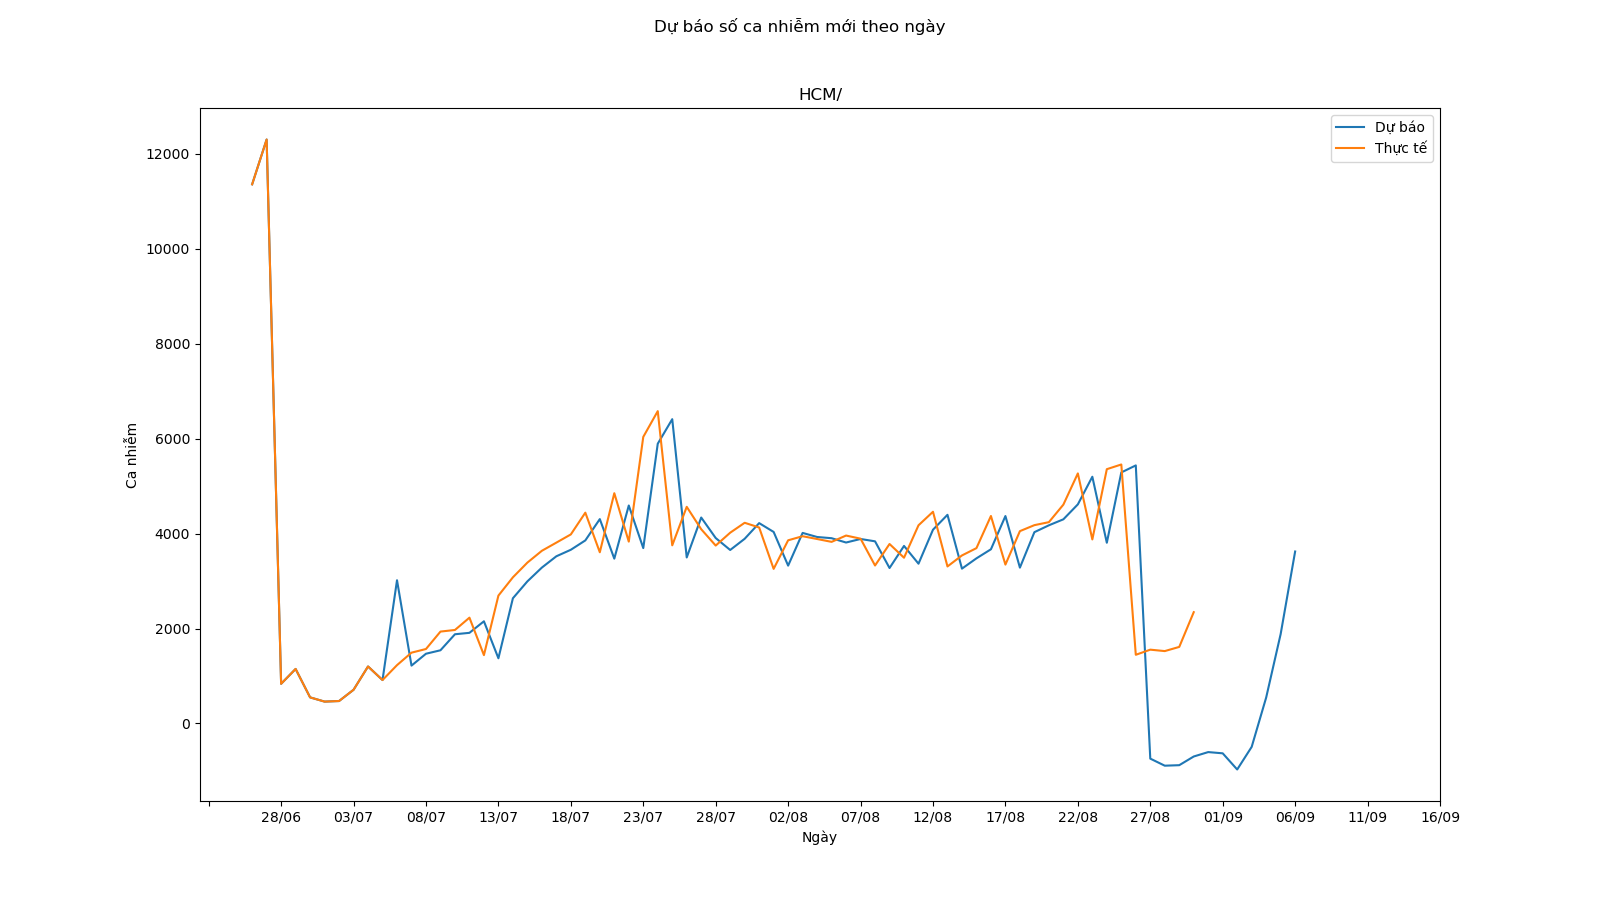 Dự báo số ca nhiễm mới theo ngày
HCM/
Dự báo
Thực tế
12000
10000
8000
6000
4000
2000
0
Ca nhiễm
28/06 03/07 08/07 13/07 18/07 23/07 28/07 02/08 07/08 12/08 17/08 22/08 27/08 01/09 06/09 11/09 16/09
Ngày